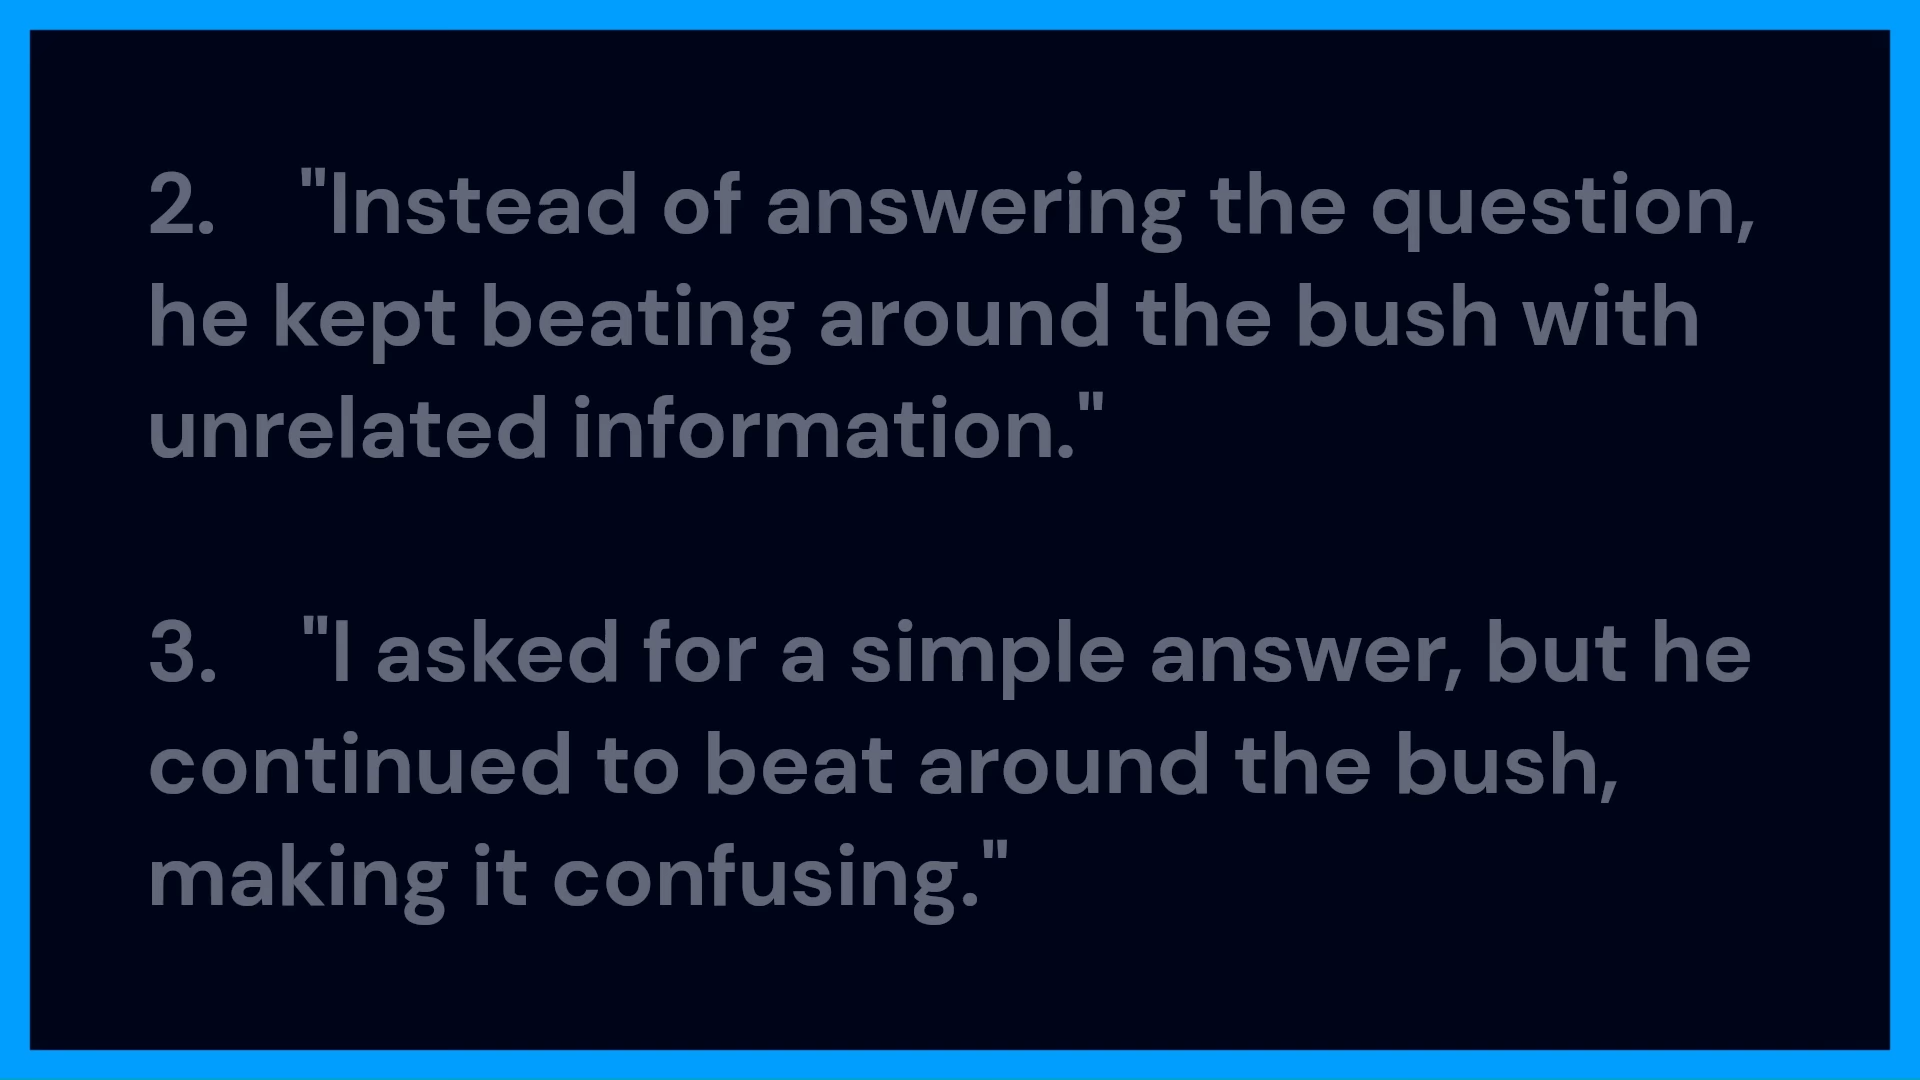 2. "Instead of answering the question,
he kept beating around the bush with
unrelated information."
3. "I asked for a simple answer, but he
continued to beat around the bush,
making it confusing."